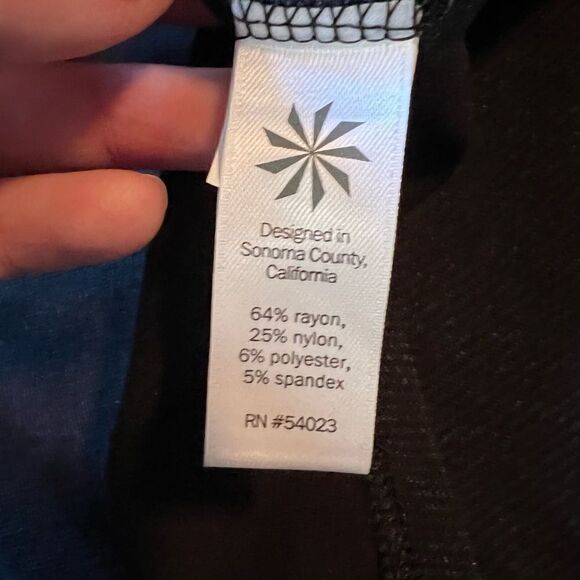 Designed in
Sonoma County,
California
64% rayon,
25% nylon,
6% polyester,
5% spandex
RN #54023